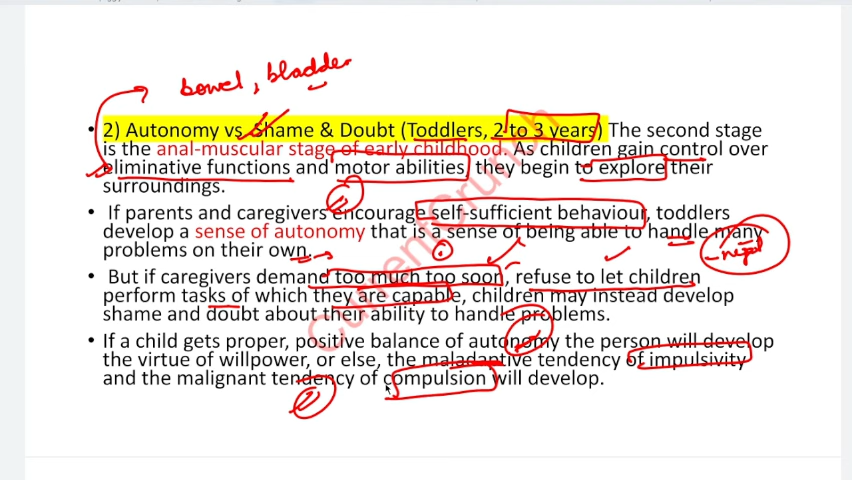 bowel, bladder
• 2) Autonomy vs Shame & Doubt (Toddlers, 2 to 3 years) The second stage
is the anal-muscular stage of early childhood. As children gain control over
eliminative functions and motor abilities, they begin to explore their
surroundings.
• If parents and caregivers encourage self-sufficient behaviour, toddlers
develop a sense of autonomy that is a sense of being able to handle many
problems on their own.
• But if caregivers demand too much too soon, refuse to let children
perform tasks of which they are capable, children may instead develop
shame and doubt about their ability to handle problems.
• If a child gets proper, positive balance of autonomy the person will develop
the virtue of willpower, or else, the maladaptive tendency of impulsivity
and the malignant tendency of compulsion will develop.
CurrentCrunch